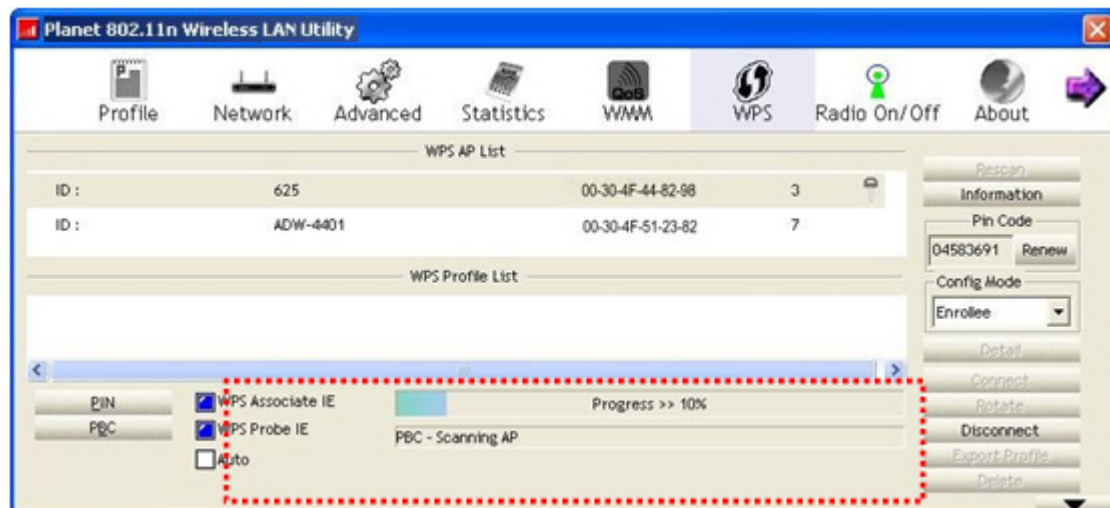 Planet 802.11n Wireless LAN Utility
Profile Network Advanced Statistics QoS WMM WPS Radio On/Off About
WPS AP List
Rescan
ID : 625 00-30-4F-44-82-98 3
Information
Pin Code
ID : ADW-4401 00-30-4F-51-23-82 7
04583691 Renew
WPS Profile List
Config Mode
Enrollee
Detail
Connect
PIN WPS Associate IE Progress >> 10%
Rotate
PBC WPS Probe IE PBC - Scanning AP
Disconnect
Auto
Export Profile
Delete